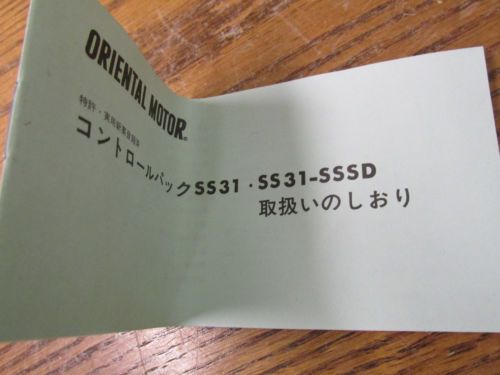 ORIENTAL MOTOR®
特許・実用新案登録済
コントロールパックSS31・SS31-SSSD
取扱いのしおり